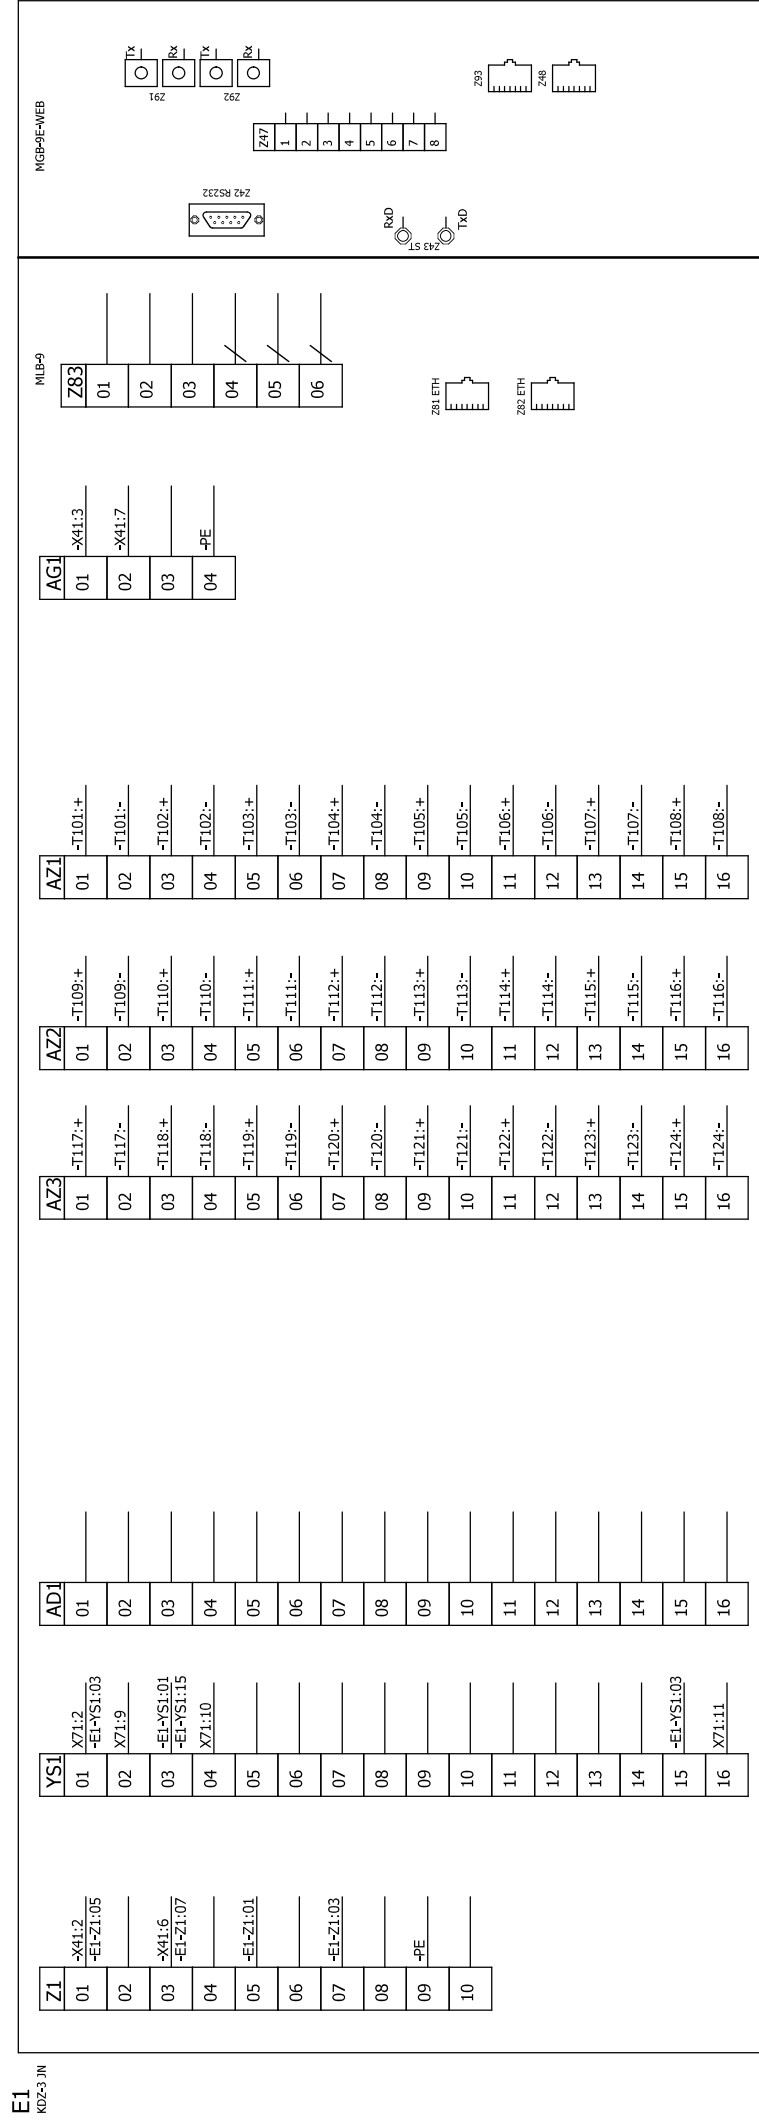 MGB-9E-WEB
Tx
Rx
Tx
Rx
Z91
Z92
Z93
Z48
Z47
1
2
3
4
5
6
7
8
Z42 RS232
RxD
Z43 ST
TxD
MLB-9
Z83
01
02
03
04
05
06
Z81 ETH
Z82 ETH
AG1
01
02
03
04
-X41:3
-X41:7
-PE
AZ1
01
02
03
04
05
06
07
08
09
10
11
12
13
14
15
16
-T101:+
-T101:-
-T102:+
-T102:-
-T103:+
-T103:-
-T104:+
-T104:-
-T105:+
-T105:-
-T106:+
-T106:-
-T107:+
-T107:-
-T108:+
-T108:-
AZ2
01
02
03
04
05
06
07
08
09
10
11
12
13
14
15
16
-T109:+
-T109:-
-T110:+
-T110:-
-T111:+
-T111:-
-T112:+
-T112:-
-T113:+
-T113:-
-T114:+
-T114:-
-T115:+
-T115:-
-T116:+
-T116:-
AZ3
01
02
03
04
05
06
07
08
09
10
11
12
13
14
15
16
-T117:+
-T117:-
-T118:+
-T118:-
-T119:+
-T119:-
-T120:+
-T120:-
-T121:+
-T121:-
-T122:+
-T122:-
-T123:+
-T123:-
-T124:+
-T124:-
AD1
01
02
03
04
05
06
07
08
09
10
11
12
13
14
15
16
YS1
01
02
03
04
05
06
07
08
09
10
11
12
13
14
15
16
X71:2
-E1-YS1:03
X71:9
-E1-YS1:01
-E1-YS1:15
X71:10
-E1-YS1:03
X71:11
Z1
01
02
03
04
05
06
07
08
09
10
-X41:2
-E1-Z1:05
-X41:6
-E1-Z1:07
-E1-Z1:01
-E1-Z1:03
-PE
E1
KDZ-3 JN